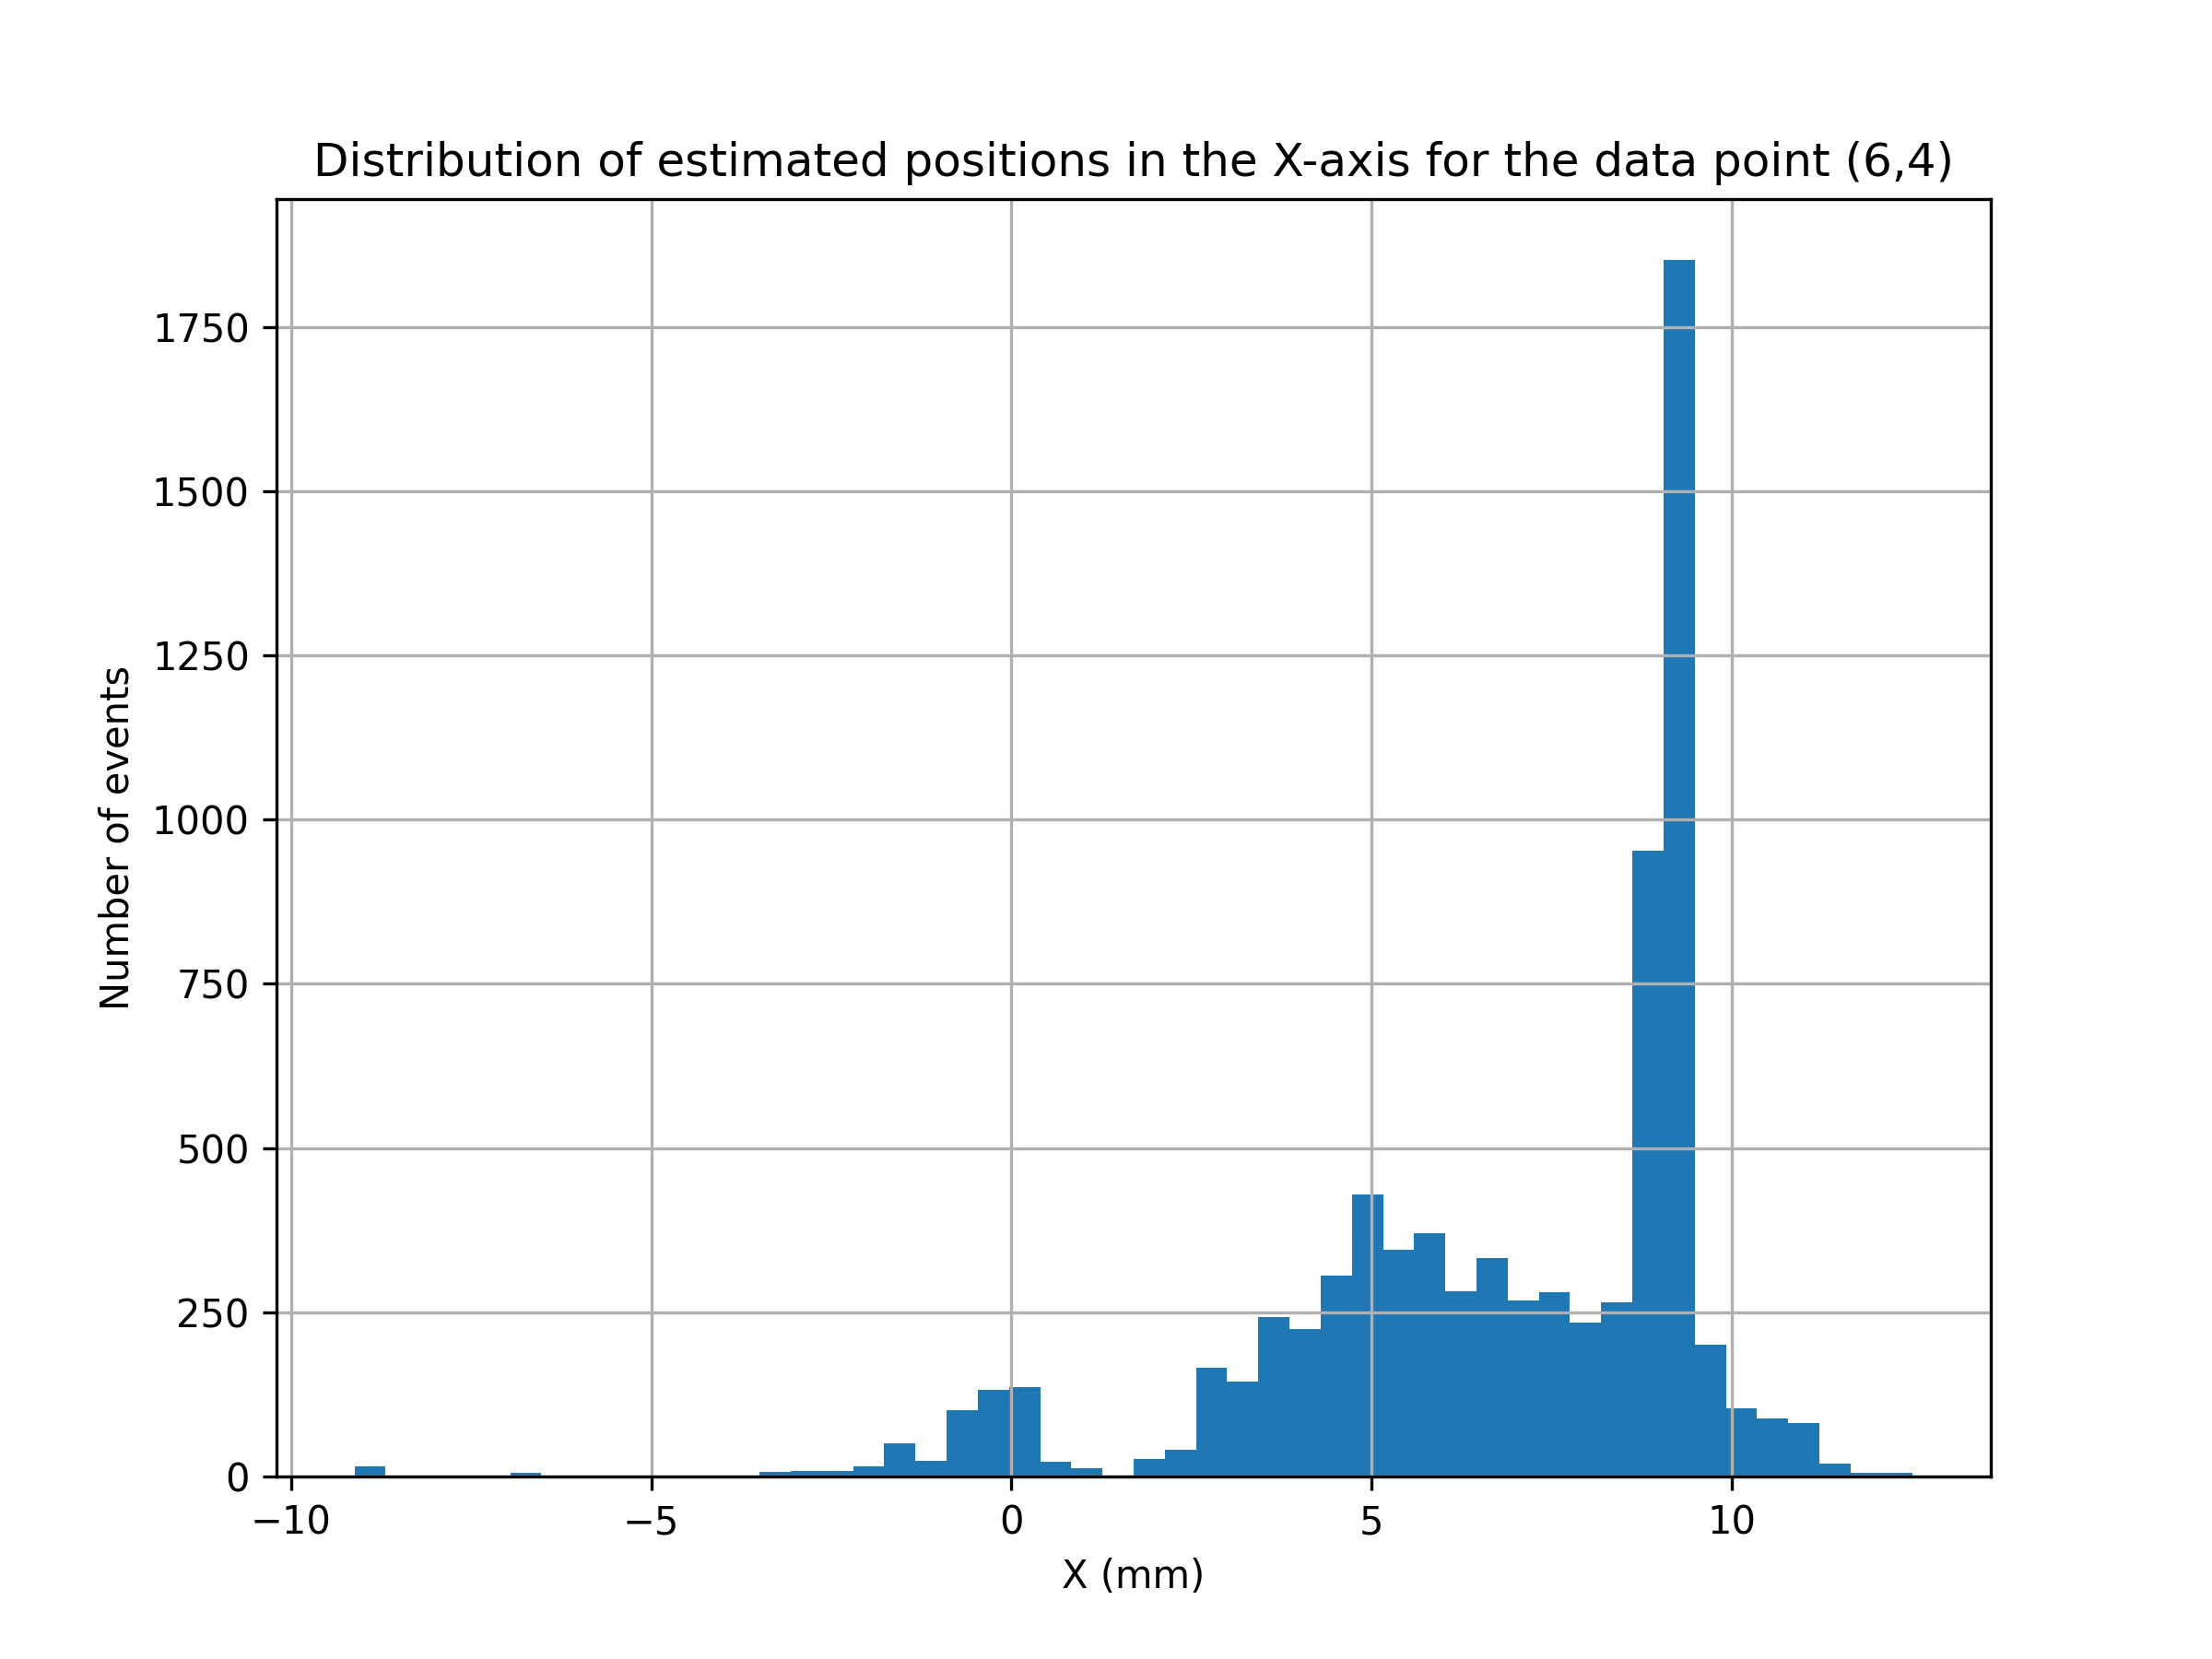 Distribution of estimated positions in the X-axis for the data point (6,4)
1750
1500
1250
1000
750
500
250
0
Number of events
−10 −5 0 5 10
X (mm)